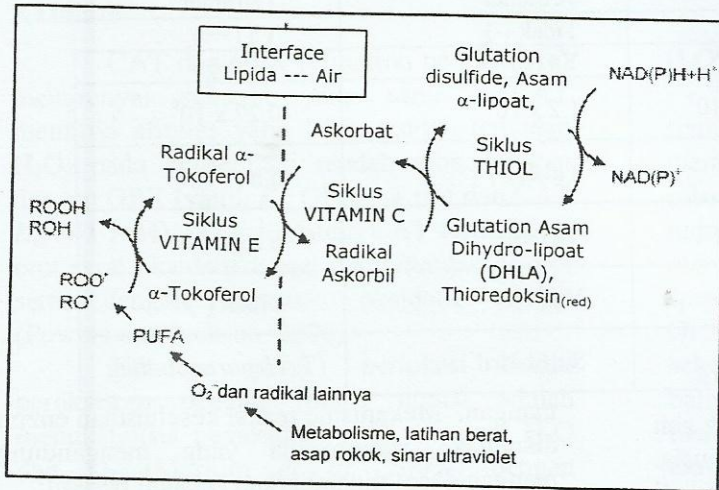 Interface
Lipida --- Air
Glutation
disulfide, Asam
α-lipoat,
NAD(P)H+H⁺
Siklus
THIOL
NAD(P)⁺
Glutation Asam
Dihydro-lipoat
(DHLA),
Thioredoksin(red)
Askorbat
Siklus
VITAMIN C
Radikal
Askorbil
Radikal α-
Tokoferol
Siklus
VITAMIN E
α-Tokoferol
ROOH
ROH
ROO•
RO•
PUFA
O₂⁻ dan radikal lainnya
Metabolisme, latihan berat,
asap rokok, sinar ultraviolet